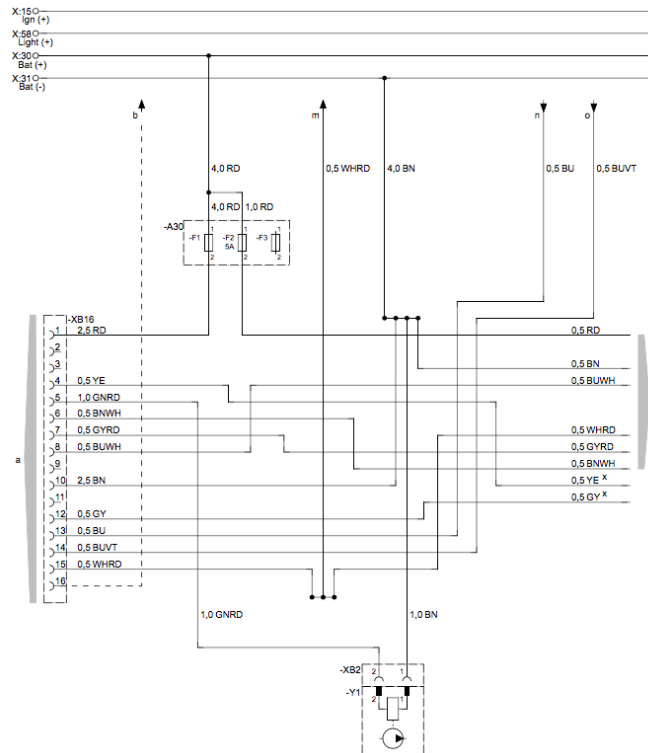 X:15
Ign (+)
X:58
Light (+)
X:30
Bat (+)
X:31
Bat (-)
b
m
n
o
4,0 RD
0,5 WHRD
4,0 BN
0,5 BU
0,5 BUVT
4,0 RD
1,0 RD
-A30
1
1
1
-F1
-F2
5A
-F3
2
2
2
-XB16
1
2,5 RD
0,5 RD
2
3
0,5 BN
4
0,5 YE
0,5 BUWH
5
1,0 GNRD
6
0,5 BNWH
7
0,5 GYRD
0,5 WHRD
8
0,5 BUWH
0,5 GYRD
a
9
0,5 BNWH
10
2,5 BN
0,5 YE x
11
0,5 GY x
12
0,5 GY
13
0,5 BU
14
0,5 BUVT
15
0,5 WHRD
16
1,0 GNRD
1,0 BN
-XB2
2
1
-Y1
2
1